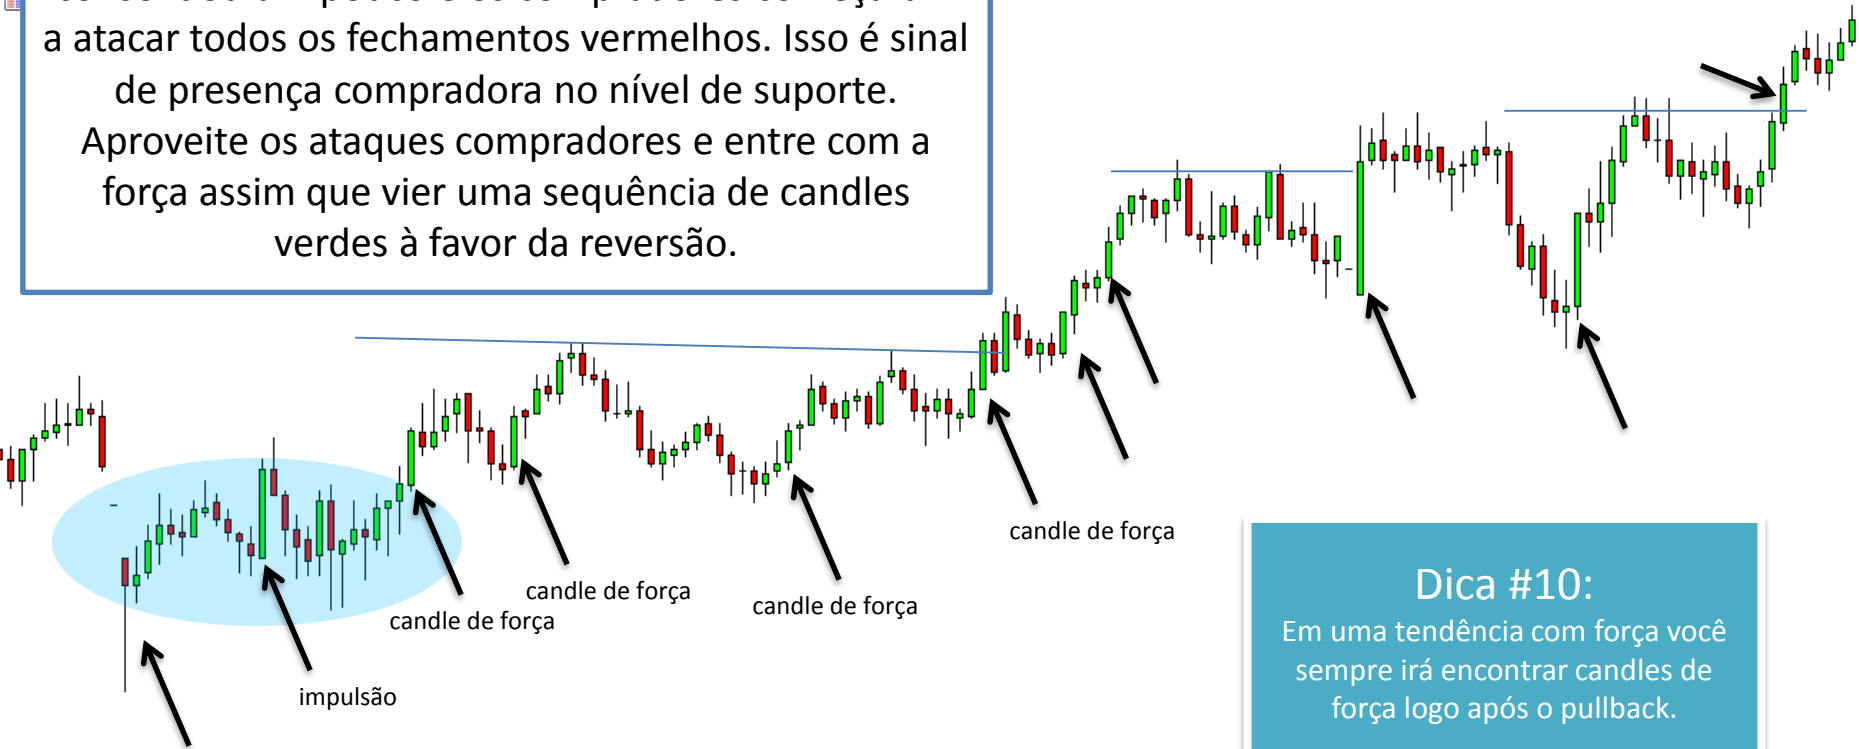 a atacar todos os fechamentos vermelhos. Isso é sinal
de presença compradora no nível de suporte.
Aproveite os ataques compradores e entre com a
força assim que vier uma sequência de candles
verdes à favor da reversão.
candle de força
candle de força
candle de força
candle de força
impulsão
Dica #10:
Em uma tendência com força você
sempre irá encontrar candles de
força logo após o pullback.